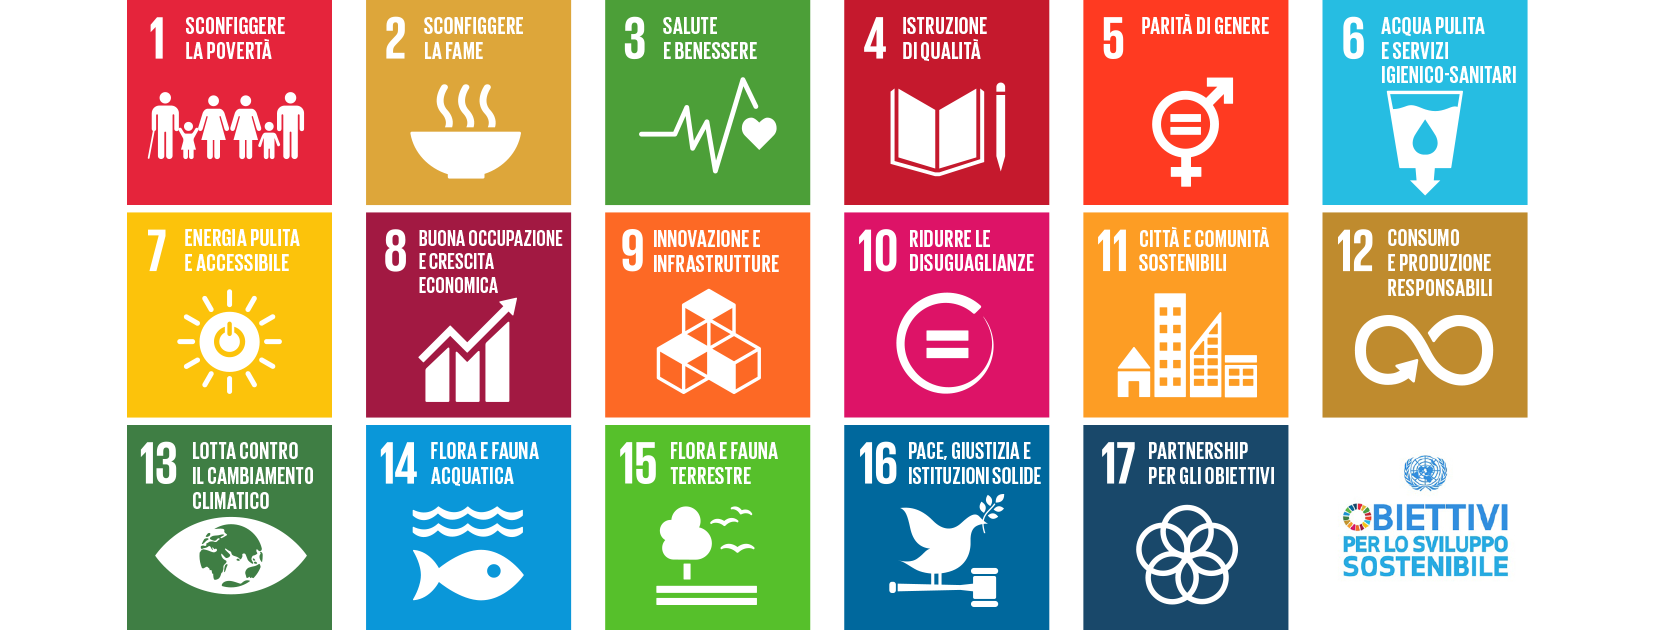 1 SCONFIGGERE
LA POVERTÀ
2 SCONFIGGERE
LA FAME
3 SALUTE
E BENESSERE
4 ISTRUZIONE
DI QUALITÀ
5 PARITÀ DI GENERE
6 ACQUA PULITA
E SERVIZI
IGIENICO-SANITARI
7 ENERGIA PULITA
E ACCESSIBILE
8 BUONA OCCUPAZIONE
E CRESCITA
ECONOMICA
9 INNOVAZIONE E
INFRASTRUTTURE
10 RIDURRE LE
DISUGUAGLIANZE
11 CITTÀ E COMUNITÀ
SOSTENIBILI
12 CONSUMO
E PRODUZIONE
RESPONSABILI
13 LOTTA CONTRO
IL CAMBIAMENTO
CLIMATICO
14 FLORA E FAUNA
ACQUATICA
15 FLORA E FAUNA
TERRESTRE
16 PACE, GIUSTIZIA E
ISTITUZIONI SOLIDE
17 PARTNERSHIP
PER GLI OBIETTIVI
OBIETTIVI
PER LO SVILUPPO
SOSTENIBILE